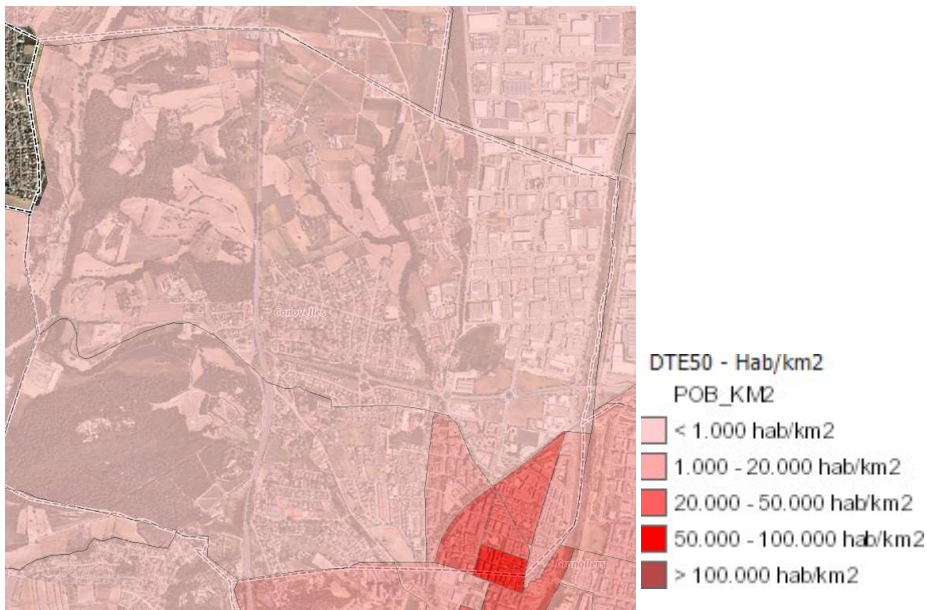 Canovelles
Granollers
DTE50 - Hab/km2
POB_KM2
< 1.000 hab/km2
1.000 - 20.000 hab/km2
20.000 - 50.000 hab/km2
50.000 - 100.000 hab/km2
> 100.000 hab/km2